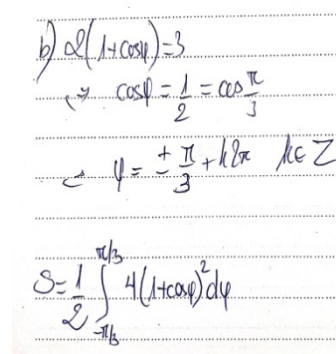 b) 2(1+cosφ)=3
⇔ cosφ = 1/2 = cos π/3
⇔ φ = ± π/3 + k2π k ∈ Z
S = 1/2 ∫_{-π/3}^{π/3} 4(1+cosφ)² dφ